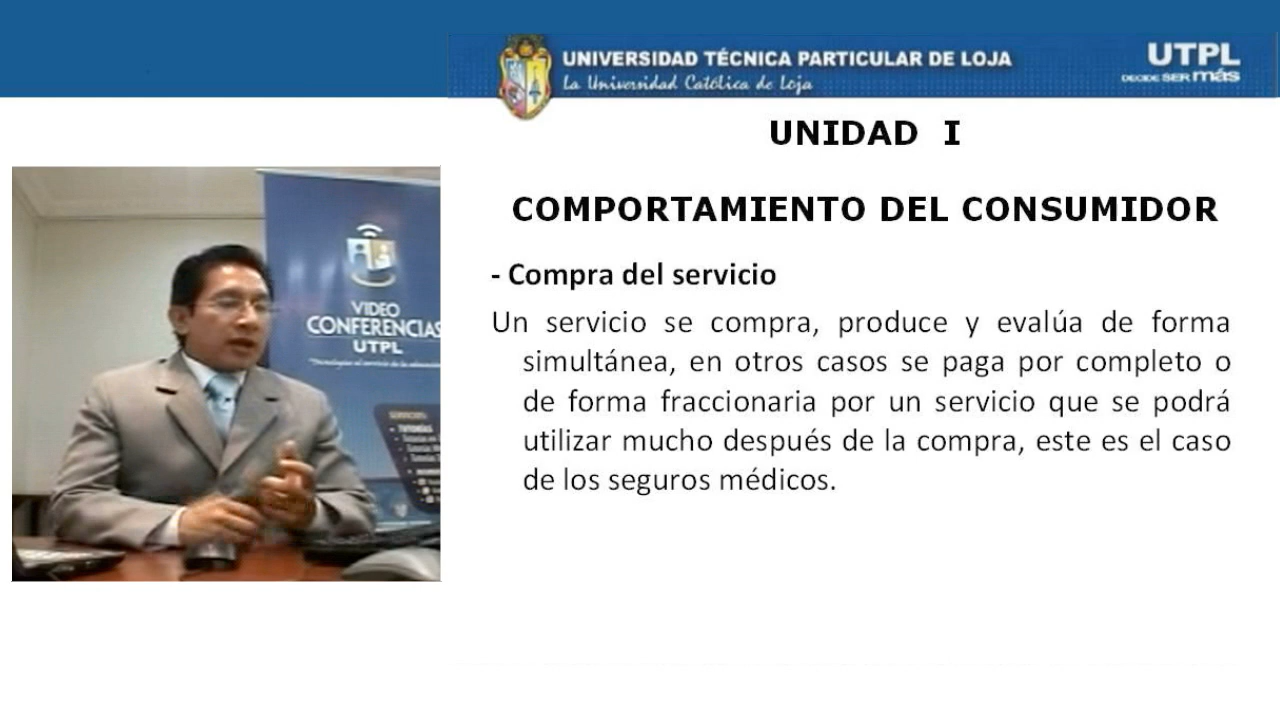 UNIVERSIDAD TÉCNICA PARTICULAR DE LOJA
La Universidad Católica de Loja
UTPL
DECIDE SER más
UNIDAD I
COMPORTAMIENTO DEL CONSUMIDOR
- Compra del servicio
Un servicio se compra, produce y evalúa de forma
simultánea, en otros casos se paga por completo o
de forma fraccionaria por un servicio que se podrá
utilizar mucho después de la compra, este es el caso
de los seguros médicos.
VIDEO
CONFERENCIAS
UTPL
SERVICIOS: